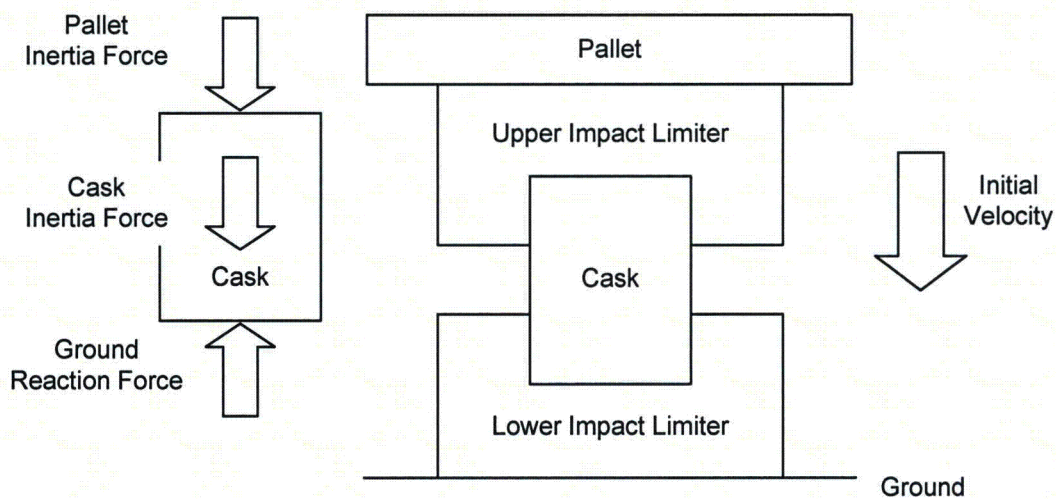 Pallet
Inertia Force
Cask
Inertia Force
Cask
Ground
Reaction Force
Pallet
Upper Impact Limiter
Cask
Lower Impact Limiter
Initial
Velocity
Ground